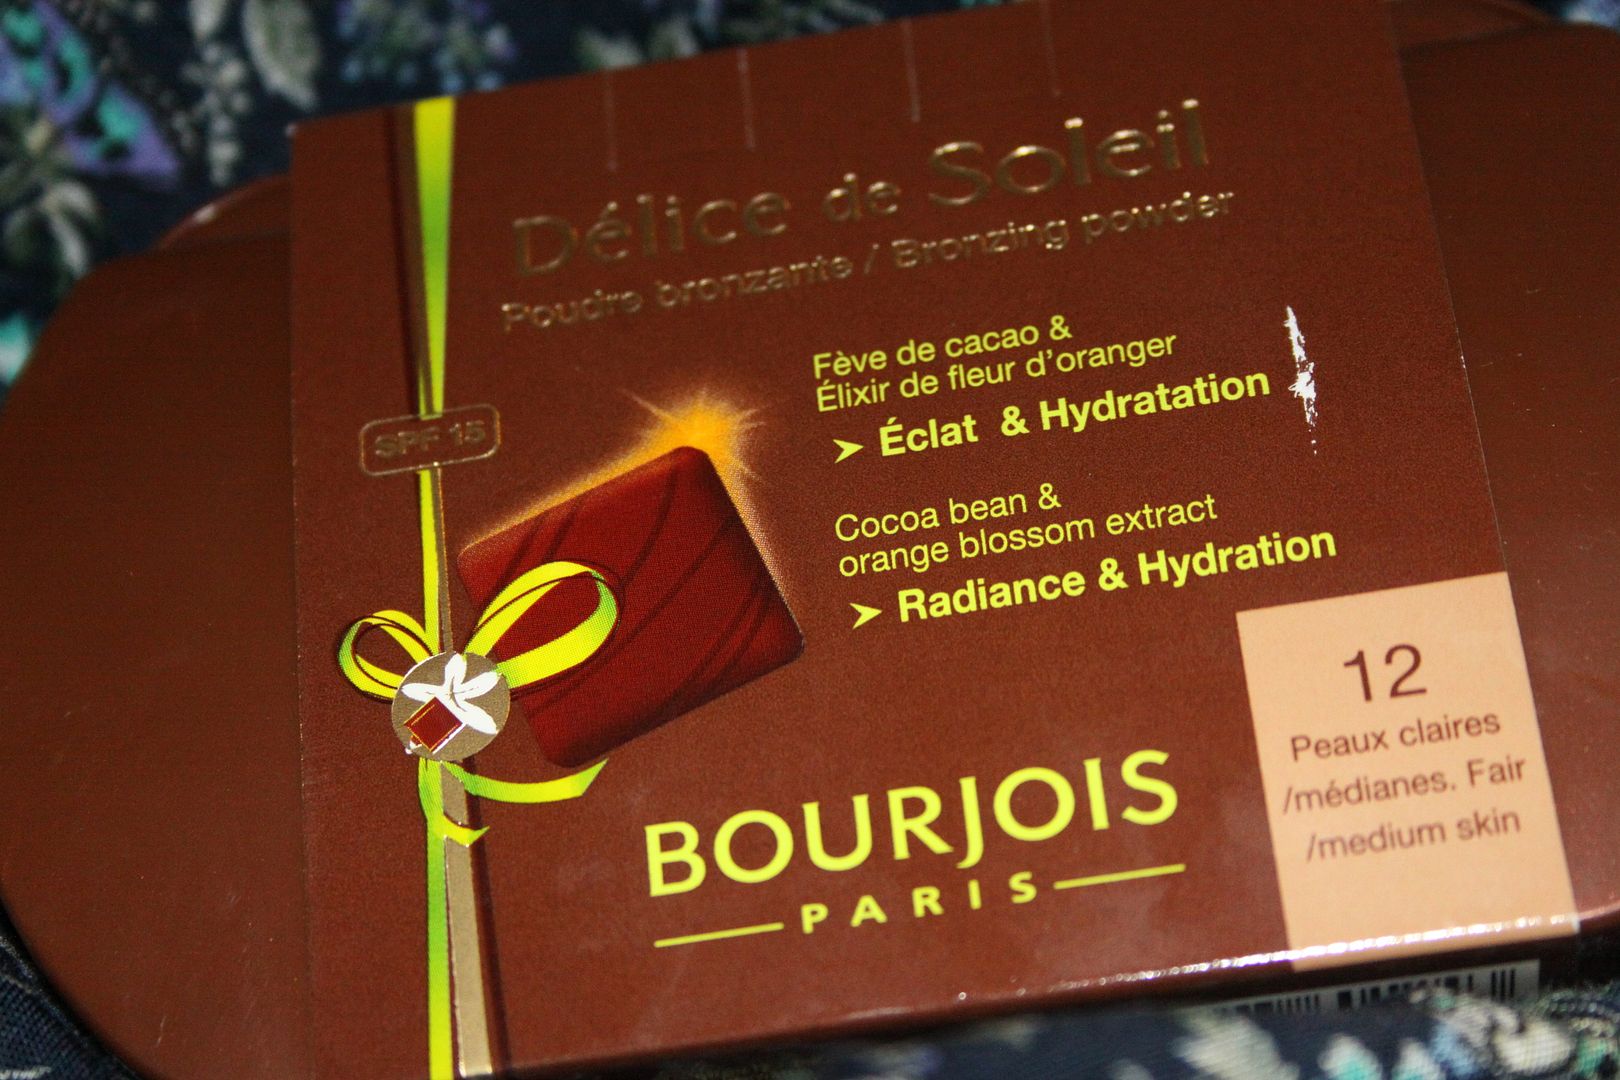 Délice de Soleil
Poudre bronzante / Bronzing powder
Fève de cacao &
Élixir de fleur d'oranger
➤ Éclat & Hydratation
SPF 15
Cocoa bean &
orange blossom extract
➤ Radiance & Hydration
12
Peaux claires
/médianes. Fair
/medium skin
BOURJOIS
PARIS